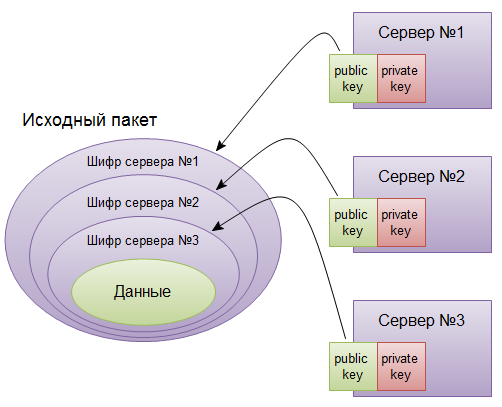 Исходный пакет
Шифр сервера №1
Шифр сервера №2
Шифр сервера №3
Данные
Сервер №1
public key
private key
Сервер №2
public key
private key
Сервер №3
public key
private key